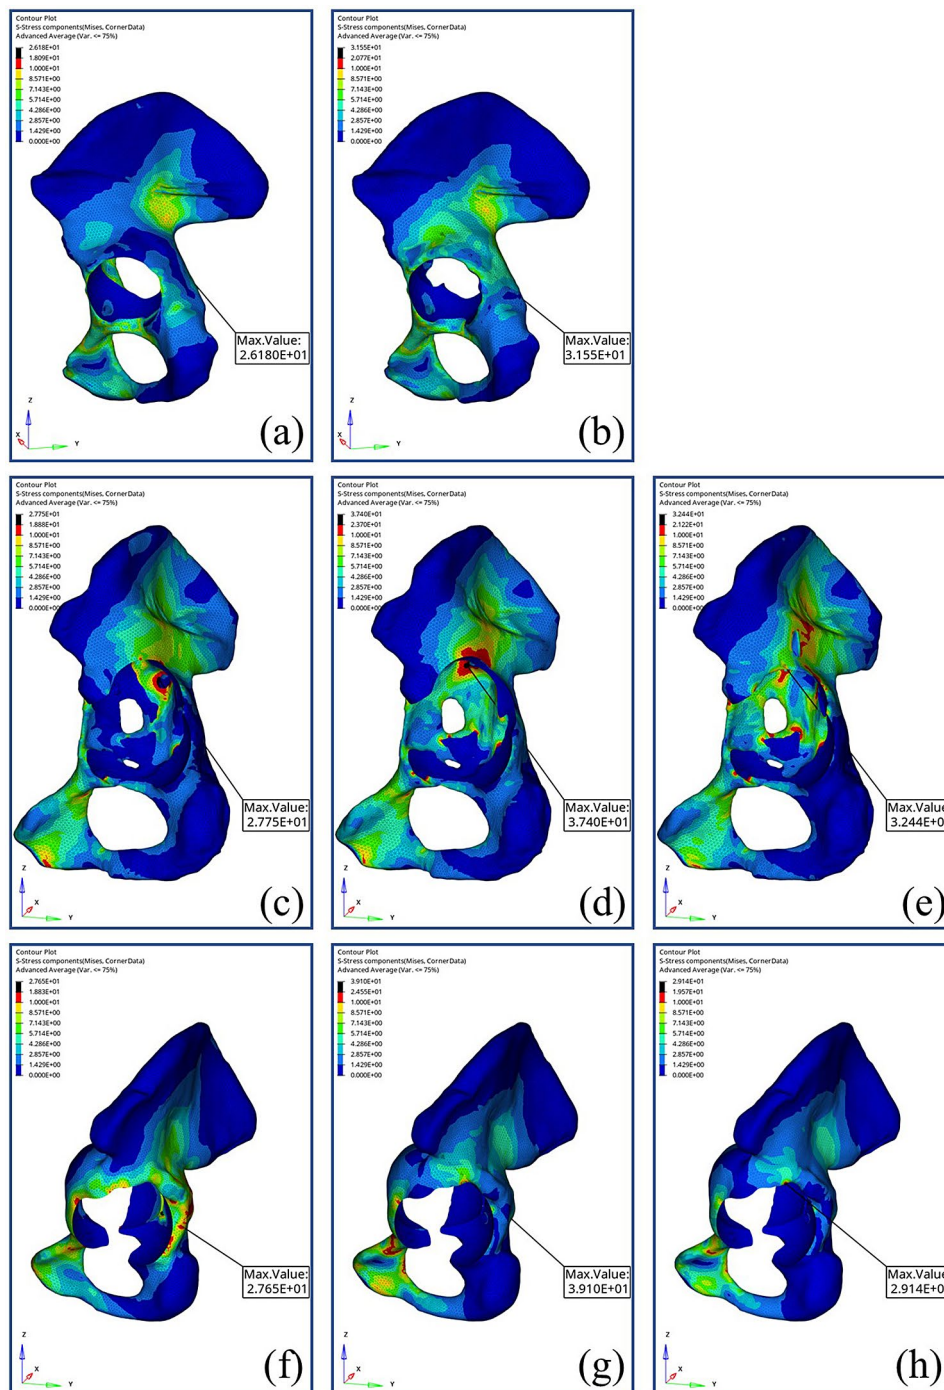 Contour Plot
S-Stress components(Mises, CornerData)
Advanced Average (Var. <= 75%)
2.618E+01
1.809E+01
1.000E+01
8.571E+00
7.143E+00
5.714E+00
4.286E+00
2.857E+00
1.429E+00
0.000E+00
Max.Value:
2.6180E+01
Z
X
Y
(a)
Contour Plot
S-Stress components(Mises, CornerData)
Advanced Average (Var. <= 75%)
3.155E+01
2.077E+01
1.000E+01
8.571E+00
7.143E+00
5.714E+00
4.286E+00
2.857E+00
1.429E+00
0.000E+00
Max.Value:
3.155E+01
Z
X
Y
(b)
Contour Plot
S-Stress components(Mises, CornerData)
Advanced Average (Var. <= 75%)
2.775E+01
1.888E+01
1.000E+01
8.571E+00
7.143E+00
5.714E+00
4.286E+00
2.857E+00
1.429E+00
0.000E+00
Max.Value:
2.775E+01
Z
X
Y
(c)
Contour Plot
S-Stress components(Mises, CornerData)
Advanced Average (Var. <= 75%)
3.740E+01
2.370E+01
1.000E+01
8.571E+00
7.143E+00
5.714E+00
4.286E+00
2.857E+00
1.429E+00
0.000E+00
Max.Value:
3.740E+01
Z
X
Y
(d)
Contour Plot
S-Stress components(Mises, CornerData)
Advanced Average (Var. <= 75%)
3.244E+01
2.122E+01
1.000E+01
8.571E+00
7.143E+00
5.714E+00
4.286E+00
2.857E+00
1.429E+00
0.000E+00
Max.Value
3.244E+0
Z
X
Y
(e)
Contour Plot
S-Stress components(Mises, CornerData)
Advanced Average (Var. <= 75%)
2.765E+01
1.883E+01
1.000E+01
8.571E+00
7.143E+00
5.714E+00
4.286E+00
2.857E+00
1.429E+00
0.000E+00
Max.Value:
2.765E+01
Z
X
Y
(f)
Contour Plot
S-Stress components(Mises, CornerData)
Advanced Average (Var. <= 75%)
3.910E+01
2.455E+01
1.000E+01
8.571E+00
7.143E+00
5.714E+00
4.286E+00
2.857E+00
1.429E+00
0.000E+00
Max.Value:
3.910E+01
Z
X
Y
(g)
Contour Plot
S-Stress components(Mises, CornerData)
Advanced Average (Var. <= 75%)
2.914E+01
1.957E+01
1.000E+01
8.571E+00
7.143E+00
5.714E+00
4.286E+00
2.857E+00
1.429E+00
0.000E+00
Max.Value
2.914E+0
Z
X
Y
(h)